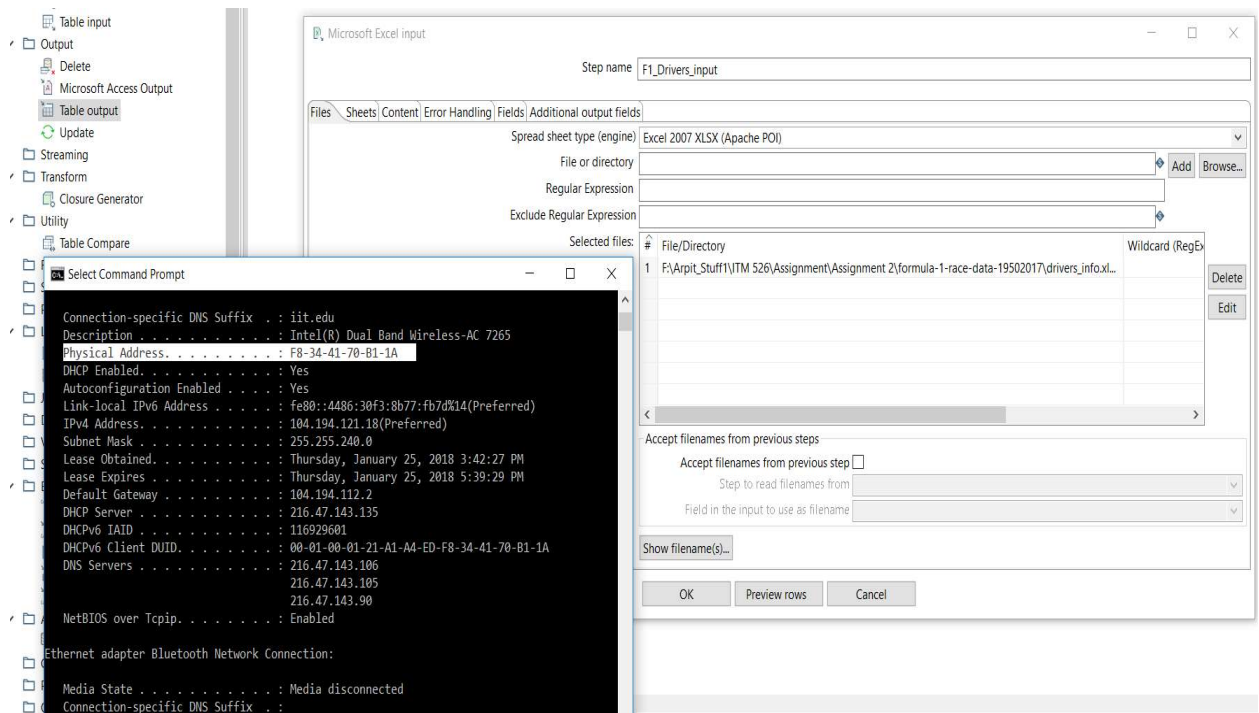 Table input
Output
Delete
Microsoft Access Output
Table output
Update
Streaming
Transform
Closure Generator
Utility
Table Compare
Microsoft Excel input
Step name F1_Drivers_input
Files Sheets Content Error Handling Fields Additional output fields
Spread sheet type (engine) Excel 2007 XLSX (Apache POI)
File or directory Add Browse...
Regular Expression
Exclude Regular Expression
Selected files: # File/Directory Wildcard (RegEx
1 F:\Arpit_Stuff1\ITM 526\Assignment\Assignment 2\formula-1-race-data-19502017\drivers_info.xl...
Delete
Edit
Accept filenames from previous steps
Accept filenames from previous step
Step to read filenames from
Field in the input to use as filename
Show filename(s)...
OK Preview rows Cancel
Select Command Prompt
Connection-specific DNS Suffix . : iit.edu
Description . . . . . . . . . . . : Intel(R) Dual Band Wireless-AC 7265
Physical Address. . . . . . . . . : F8-34-41-70-B1-1A
DHCP Enabled. . . . . . . . . . . : Yes
Autoconfiguration Enabled . . . . : Yes
Link-local IPv6 Address . . . . . : fe80::4486:30f3:8b77:fb7d%14(Preferred)
IPv4 Address. . . . . . . . . . . : 104.194.121.18(Preferred)
Subnet Mask . . . . . . . . . . . : 255.255.240.0
Lease Obtained. . . . . . . . . . : Thursday, January 25, 2018 3:42:27 PM
Lease Expires . . . . . . . . . . : Thursday, January 25, 2018 5:39:29 PM
Default Gateway . . . . . . . . . : 104.194.112.2
DHCP Server . . . . . . . . . . . : 216.47.143.135
DHCPv6 IAID . . . . . . . . . . . : 116929601
DHCPv6 Client DUID. . . . . . . . : 00-01-00-01-21-A1-A4-ED-F8-34-41-70-B1-1A
DNS Servers . . . . . . . . . . . : 216.47.143.106
216.47.143.105
216.47.143.90
NetBIOS over Tcpip. . . . . . . . : Enabled
Ethernet adapter Bluetooth Network Connection:
Media State . . . . . . . . . . . : Media disconnected
Connection-specific DNS Suffix . :